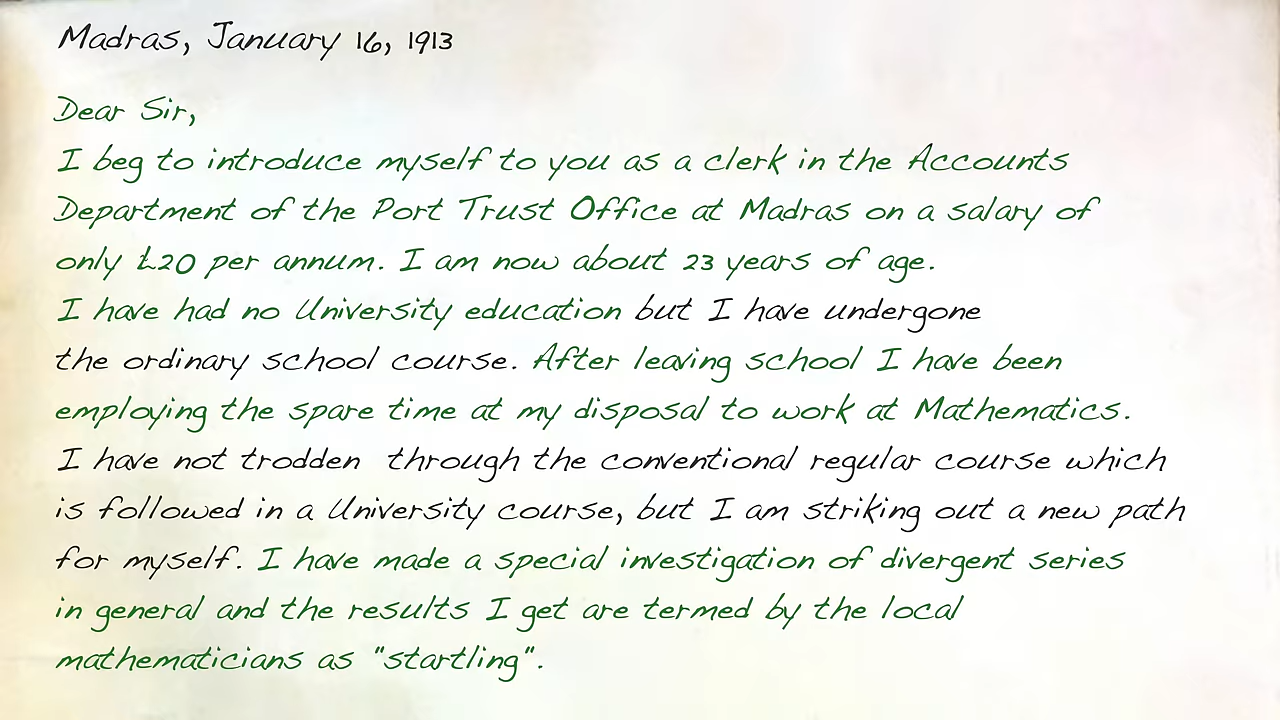 Madras, January 16, 1913
Dear Sir,
I beg to introduce myself to you as a clerk in the Accounts
Department of the Port Trust Office at Madras on a salary of
only £20 per annum. I am now about 23 years of age.
I have had no University education but I have undergone
the ordinary school course. After leaving school I have been
employing the spare time at my disposal to work at Mathematics.
I have not trodden through the conventional regular course which
is followed in a University course, but I am striking out a new path
for myself. I have made a special investigation of divergent series
in general and the results I get are termed by the local
mathematicians as "startling".